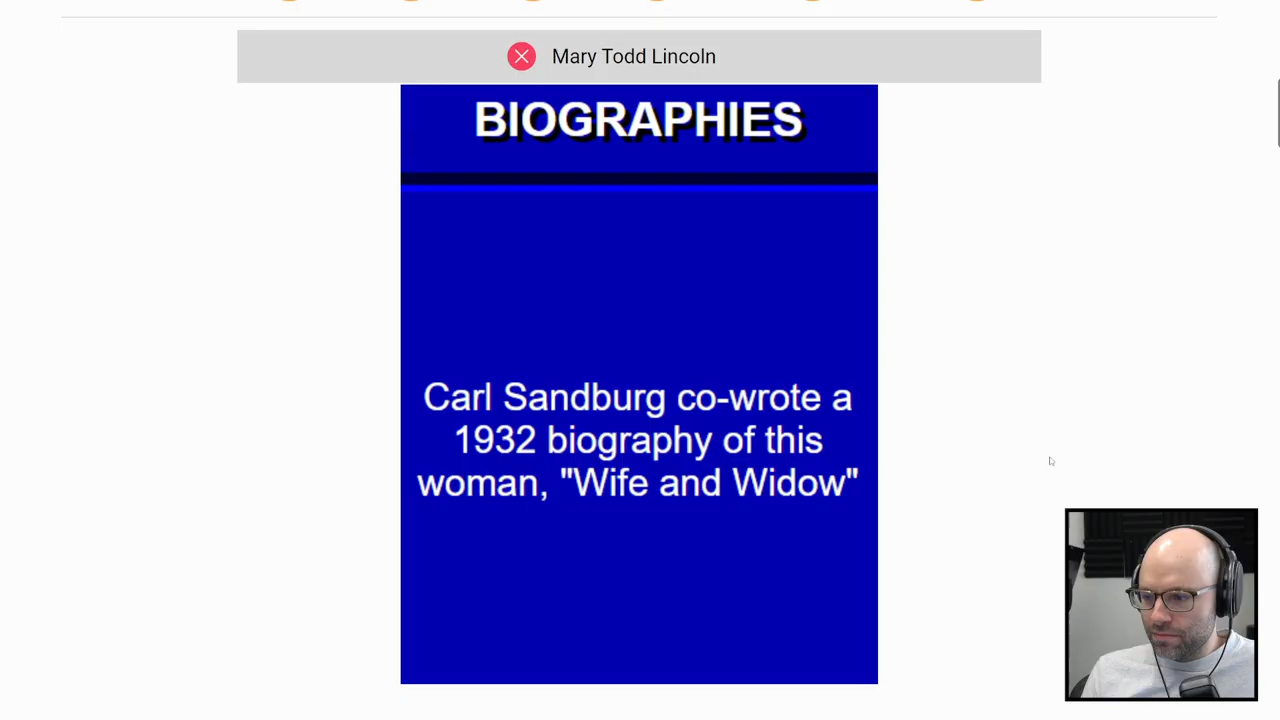 Mary Todd Lincoln
BIOGRAPHIES
Carl Sandburg co-wrote a
1932 biography of this
woman, "Wife and Widow"